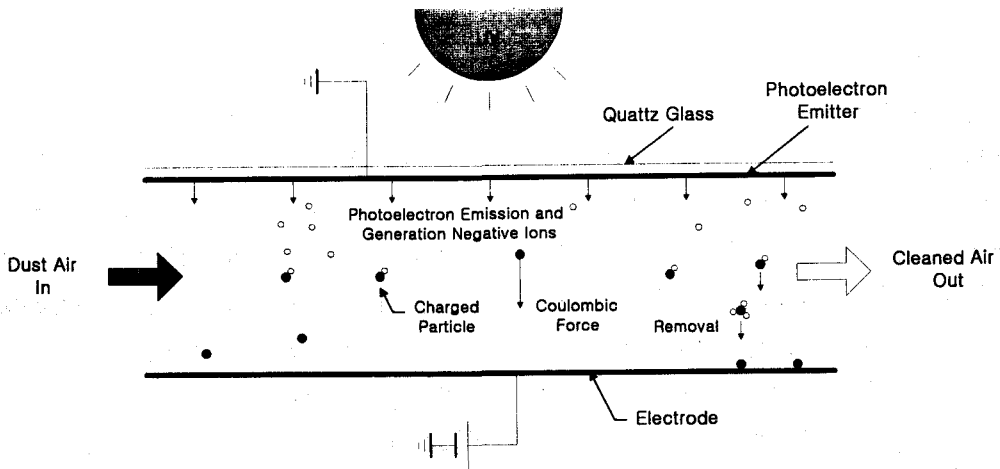 UV
Photoelectron
Emitter
Quattz Glass
Photoelectron Emission and
Generation Negative Ions
Dust Air
In
Cleaned Air
Out
Charged
Particle
Coulombic
Force
Removal
Electrode